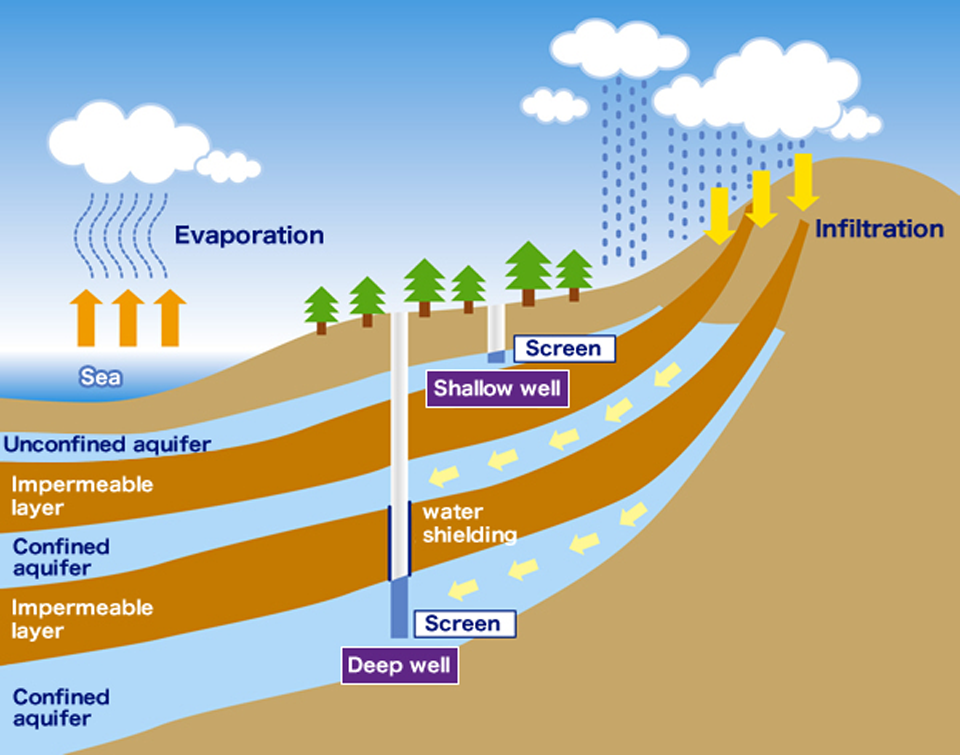 Evaporation
Infiltration
Sea
Screen
Shallow well
Unconfined aquifer
Impermeable
layer
water
shielding
Confined
aquifer
Impermeable
layer
Screen
Deep well
Confined
aquifer